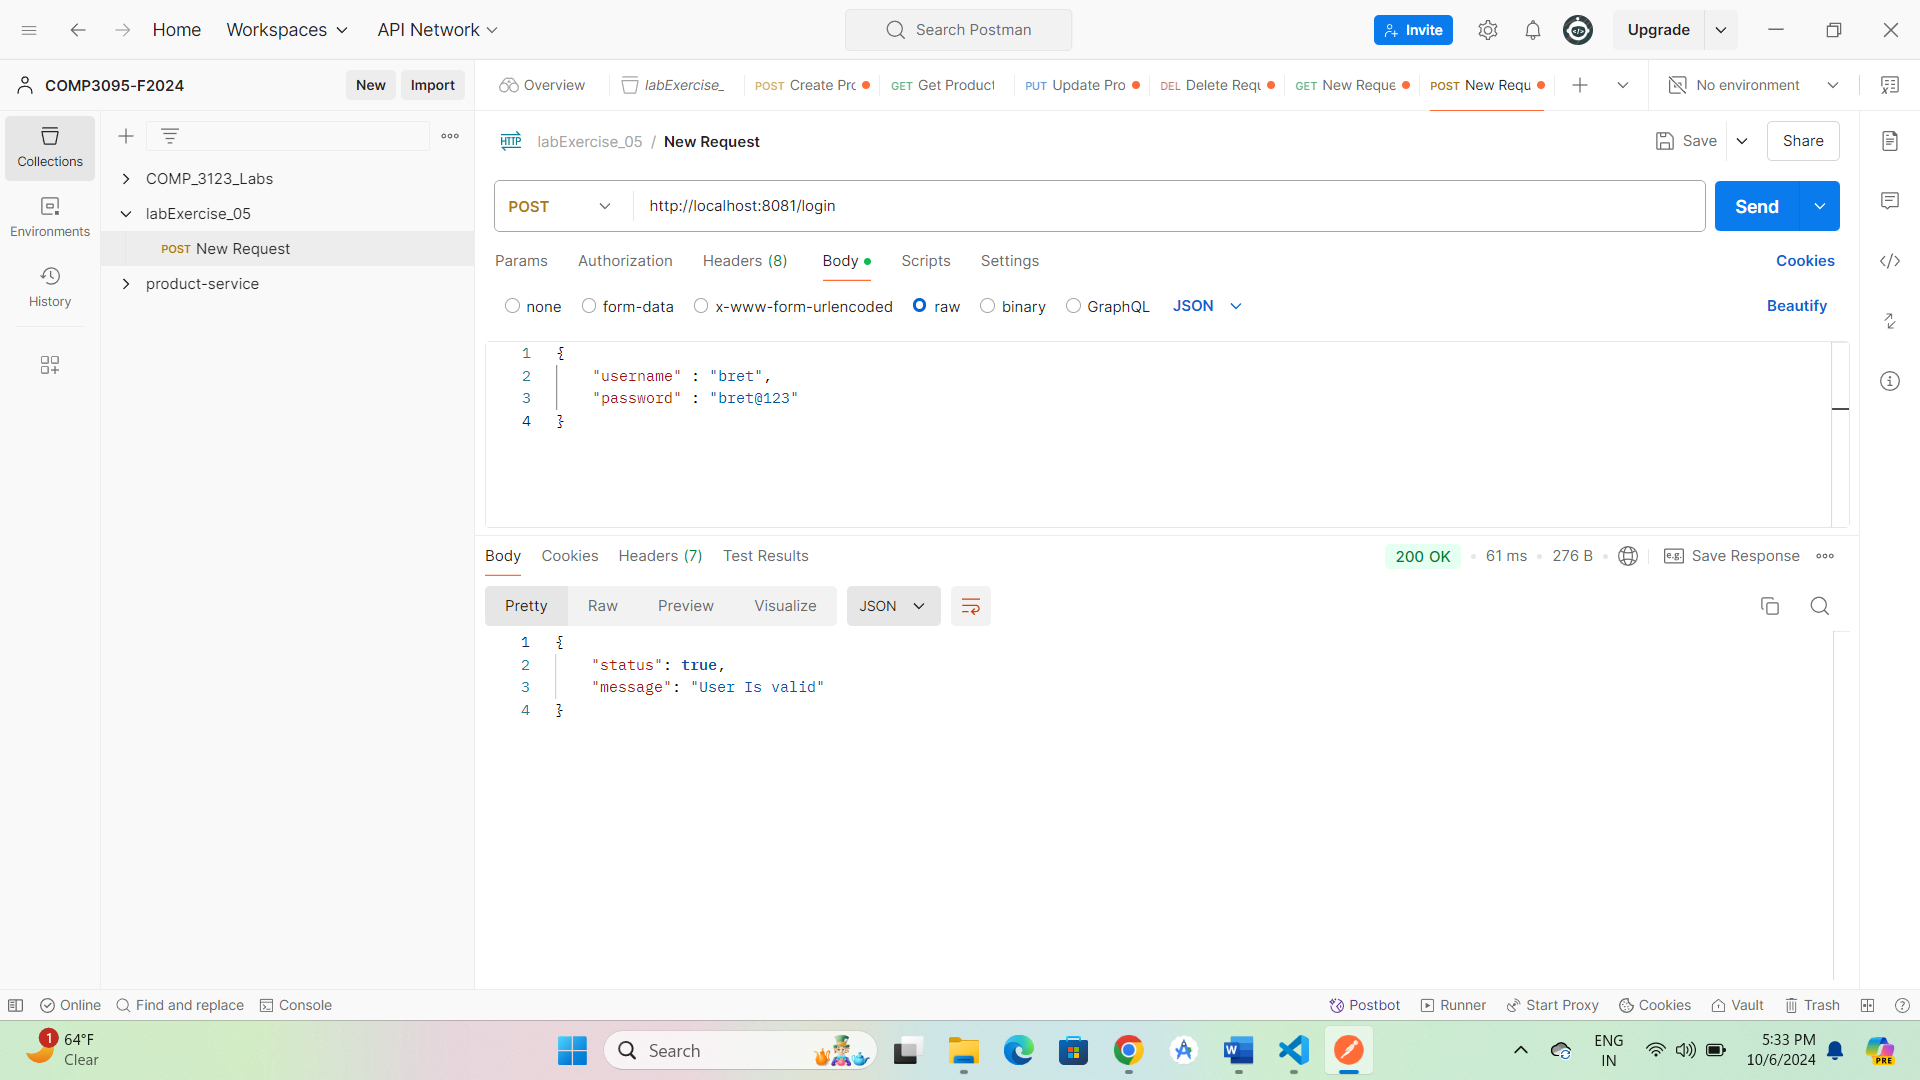 Home Workspaces API Network Search Postman Invite Upgrade
COMP3095-F2024 New Import Overview labExercise_ POST Create Prc GET Get Product PUT Update Pro DEL Delete Requ GET New Reque POST New Requ No environment
Collections
Environments
History
COMP_3123_Labs
labExercise_05
POST New Request
product-service
HTTP labExercise_05 / New Request Save Share
POST http://localhost:8081/login Send
Params Authorization Headers (8) Body Scripts Settings Cookies
none form-data x-www-form-urlencoded raw binary GraphQL JSON Beautify
1 {
2 "username" : "bret",
3 "password" : "bret@123"
4 }
Body Cookies Headers (7) Test Results 200 OK 61 ms 276 B e.g. Save Response
Pretty Raw Preview Visualize JSON
1 {
2 "status": true,
3 "message": "User Is valid"
4 }
Online Find and replace Console Postbot Runner Start Proxy Cookies Vault Trash
1 64°F
Clear
Search
ENG
IN
5:33 PM
10/6/2024
PRE